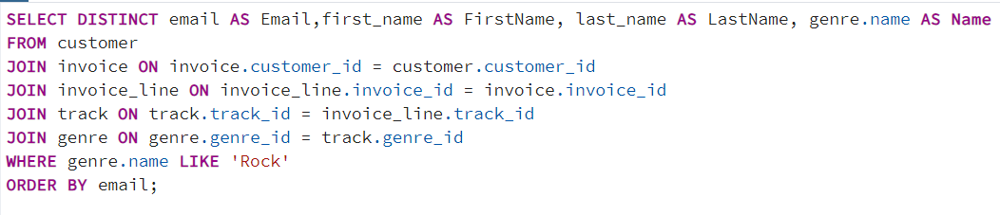 SELECT DISTINCT email AS Email,first_name AS FirstName, last_name AS LastName, genre.name AS Name
FROM customer
JOIN invoice ON invoice.customer_id = customer.customer_id
JOIN invoice_line ON invoice_line.invoice_id = invoice.invoice_id
JOIN track ON track.track_id = invoice_line.track_id
JOIN genre ON genre.genre_id = track.genre_id
WHERE genre.name LIKE 'Rock'
ORDER BY email;